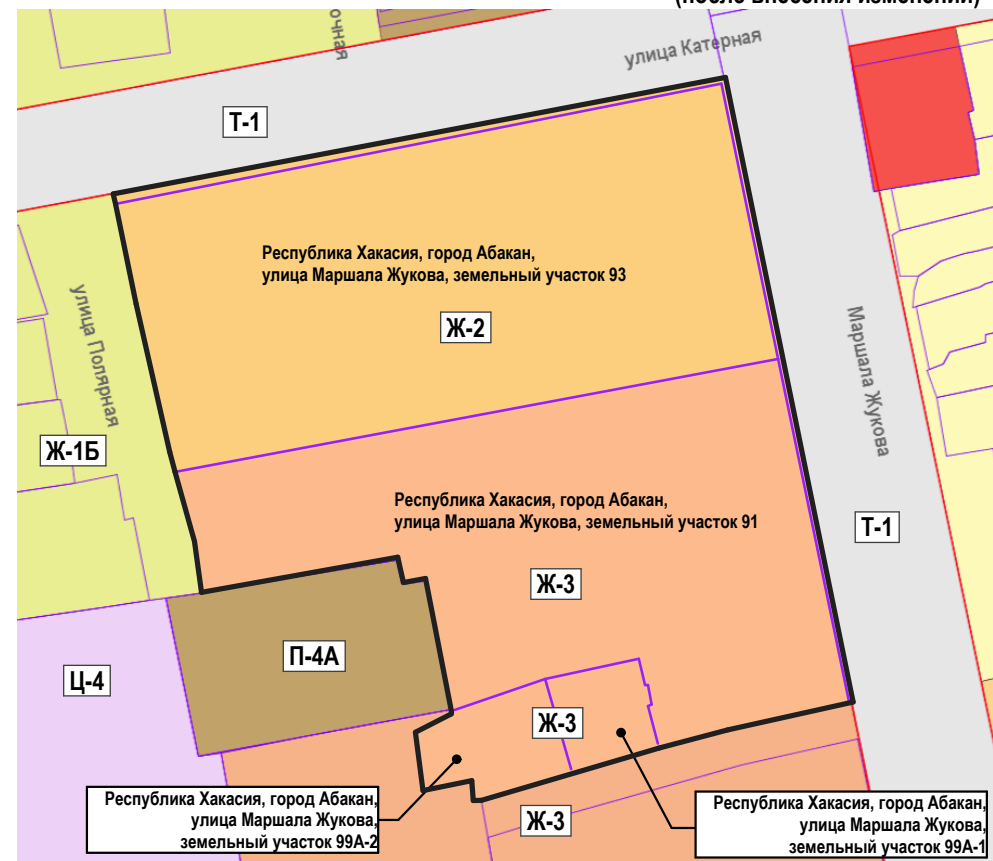 (после внесения изменений)
очная
улица Катерная
Т-1
Республика Хакасия, город Абакан,
улица Маршала Жукова, земельный участок 93
Ж-2
улица Полярная
Маршала Жукова
Ж-1Б
Республика Хакасия, город Абакан,
улица Маршала Жукова, земельный участок 91
Т-1
Ж-3
П-4А
Ц-4
Ж-3
Республика Хакасия, город Абакан,
улица Маршала Жукова,
земельный участок 99А-2
Ж-3
Республика Хакасия, город Абакан,
улица Маршала Жукова,
земельный участок 99А-1